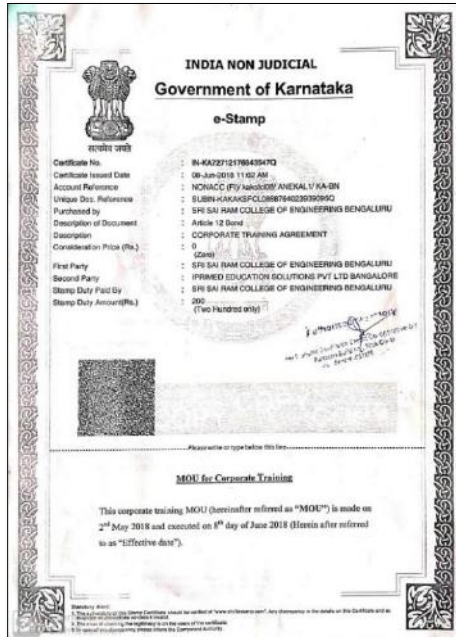 INDIA NON JUDICIAL
Government of Karnataka
e-Stamp
सत्यमेव जयते
Certificate No. : IN-KA72712176543547Q
Certificate Issued Date : 08-Jun-2018 11:02 AM
Account Reference : NONACC (FI)/ kaksfcl08/ ANEKAL1/ KA-BN
Unique Doc. Reference :
Purchased by : SRI SAI RAM COLLEGE OF ENGINEERING BENGALURU
Description of Document : Article 12 Bond
Description : CORPORATE TRAINING AGREEMENT
Consideration Price (Rs.) : 0
(Zero)
First Party : SRI SAI RAM COLLEGE OF ENGINEERING BENGALURU
Second Party : IPRIMED EDUCATION SOLUTIONS PVT LTD BANGALORE
Stamp Duty Paid By : SRI SAI RAM COLLEGE OF ENGINEERING BENGALURU
Stamp Duty Amount(Rs.) : 200
(Two Hundred only)
Please write or type below this line
MOU for Corporate Training
This corporate training MOU (hereinafter referred as "MOU") is made on
2nd May 2018 and executed on 8th day of June 2018 (Herein after referred
to as "Effective date").
Statutory Alert: